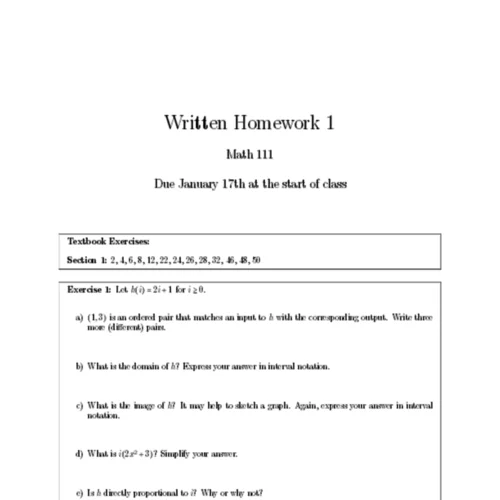 Written Homework 1
Math 111
Due January 17th at the start of class
Textbook Exercises:
Section 1: 2, 4, 6, 8, 12, 22, 24, 26, 28, 32, 46, 48, 50
Exercise 1: Let h(i) = 2i + 1 for i ≥ 0.
a) (1,3) is an ordered pair that matches an input to h with the corresponding output. Write three
more (different) pairs.
b) What is the domain of h? Express your answer in interval notation.
c) What is the image of h? It may help to sketch a graph. Again, express your answer in interval
notation.
d) What is i(2x² + 3)? Simplify your answer.
e) Is h directly proportional to i? Why or why not?